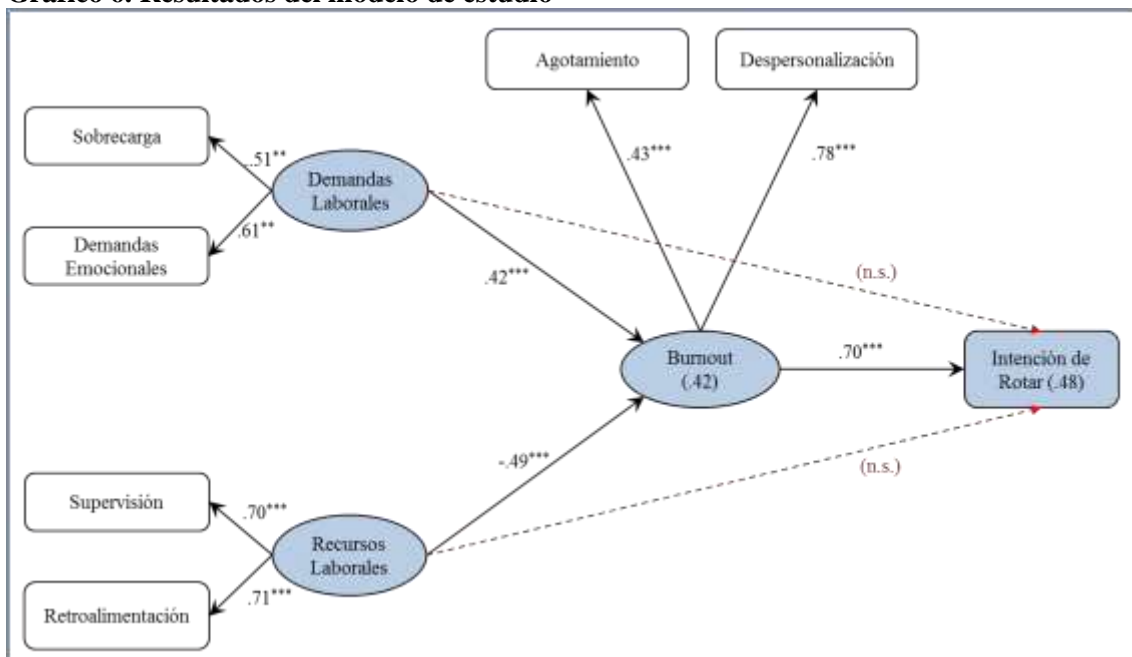 Gráfico 6. Resultados del modelo de estudio
Agotamiento
Despersonalización
Sobrecarga
..51**
Demandas
Laborales
.43***
.78***
.61**
Demandas
Emocionales
.42***
(n.s.)
Burnout
(.42)
.70***
Intención de
Rotar (.48)
-.49***
(n.s.)
Supervisión
.70***
Recursos
Laborales
.71***
Retroalimentación